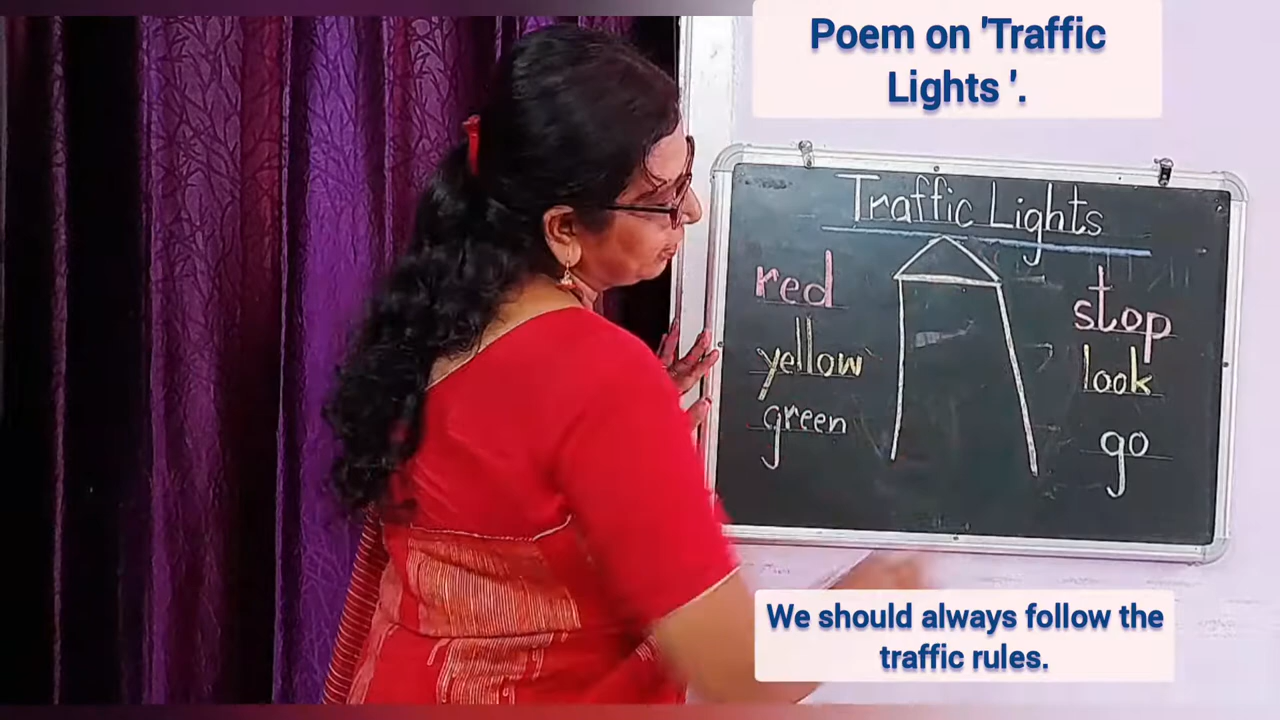 Poem on 'Traffic
Lights '.
Traffic Lights
red
stop
yellow
look
green
go
We should always follow the
traffic rules.